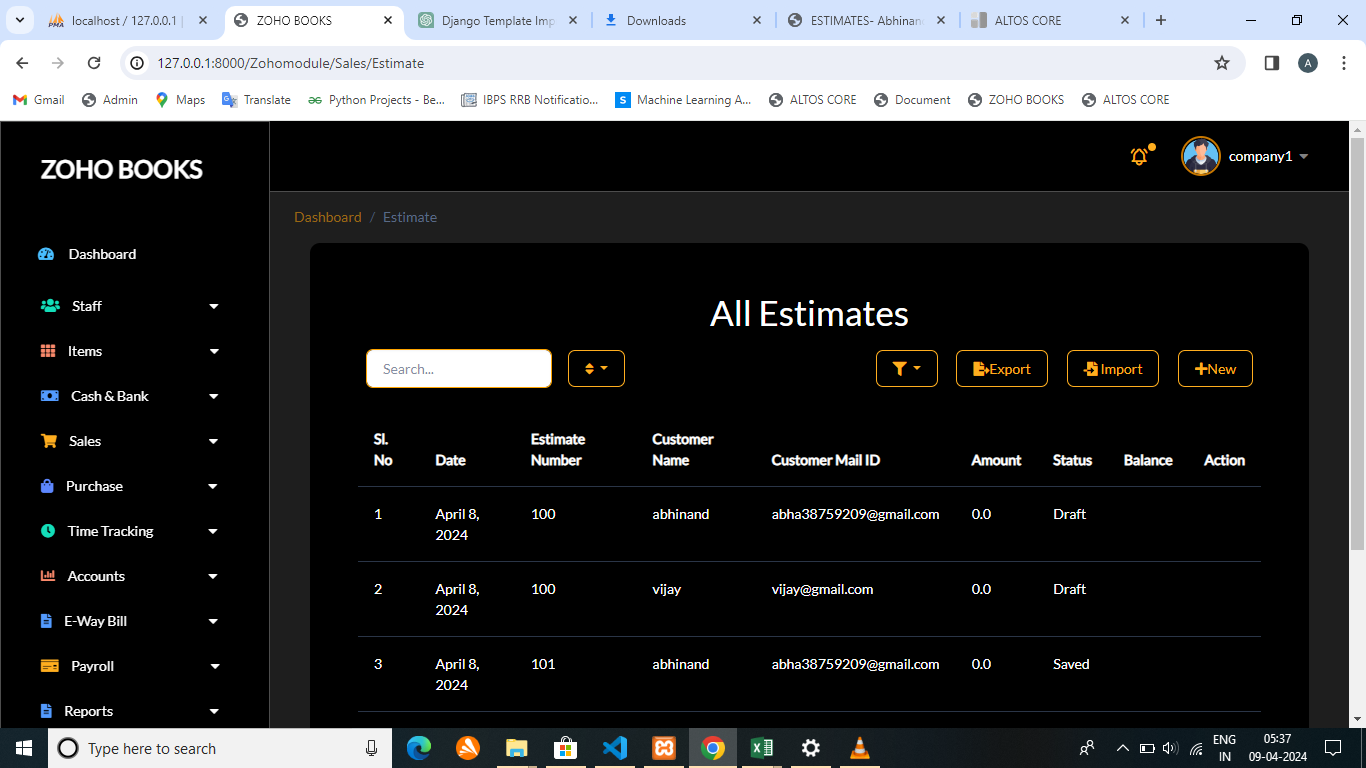 localhost / 127.0.0.1 |
ZOHO BOOKS
Django Template Imp
Downloads
ESTIMATES- Abhinand
ALTOS CORE
127.0.0.1:8000/Zohomodule/Sales/Estimate
A
Gmail
Admin
Maps
Translate
Python Projects - Be...
IBPS RRB Notificatio...
S
Machine Learning A...
ALTOS CORE
Document
ZOHO BOOKS
ALTOS CORE
ZOHO BOOKS
company1
Dashboard / Estimate
Dashboard
Staff
Items
Cash & Bank
Sales
Purchase
Time Tracking
Accounts
E-Way Bill
Payroll
Reports
All Estimates
Search...
Export
Import
New
Sl. No Date Estimate Number Customer Name Customer Mail ID Amount Status Balance Action
1 April 8, 2024 100 abhinand abha38759209@gmail.com 0.0 Draft
2 April 8, 2024 100 vijay vijay@gmail.com 0.0 Draft
3 April 8, 2024 101 abhinand abha38759209@gmail.com 0.0 Saved
Type here to search
ENG
IN
05:37
09-04-2024